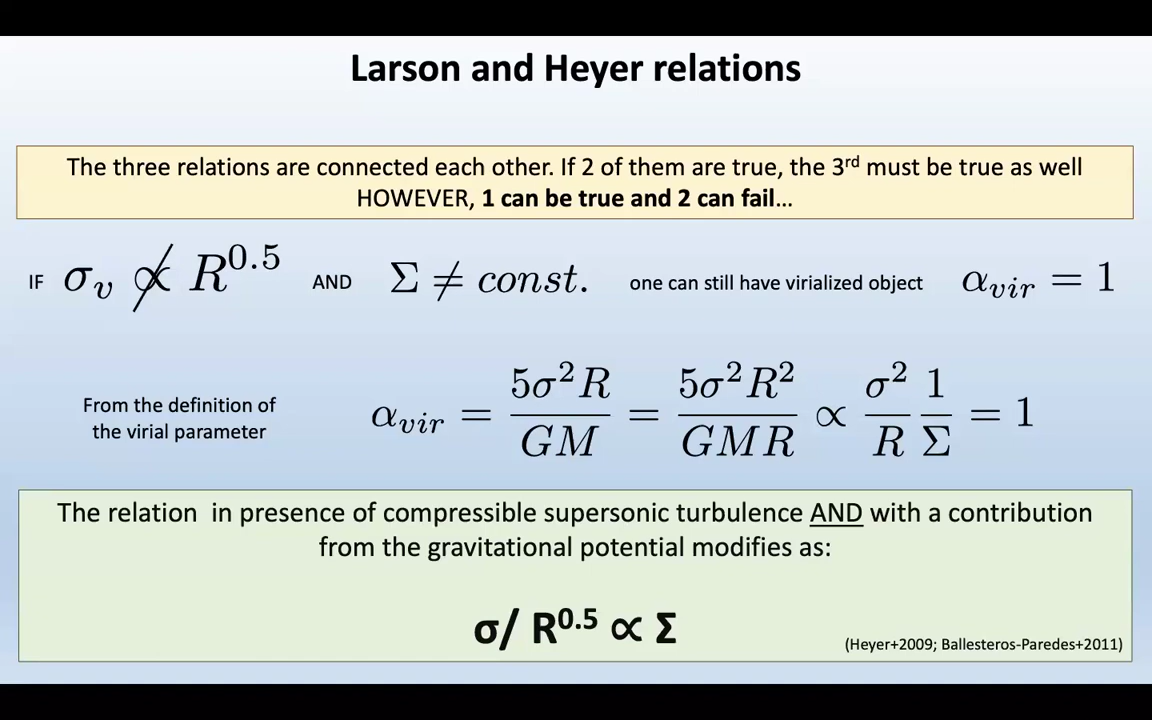 Larson and Heyer relations
The three relations are connected each other. If 2 of them are true, the 3rd must be true as well
HOWEVER, 1 can be true and 2 can fail…
IF σ_v ∝̸ R^0.5 AND Σ ≠ const. one can still have virialized object α_vir = 1
From the definition of
the virial parameter
α_vir = 5σ²R / GM = 5σ²R² / GMR ∝ σ²/R 1/Σ = 1
The relation in presence of compressible supersonic turbulence AND with a contribution
from the gravitational potential modifies as:
σ/ R^0.5 ∝ Σ
(Heyer+2009; Ballesteros-Paredes+2011)